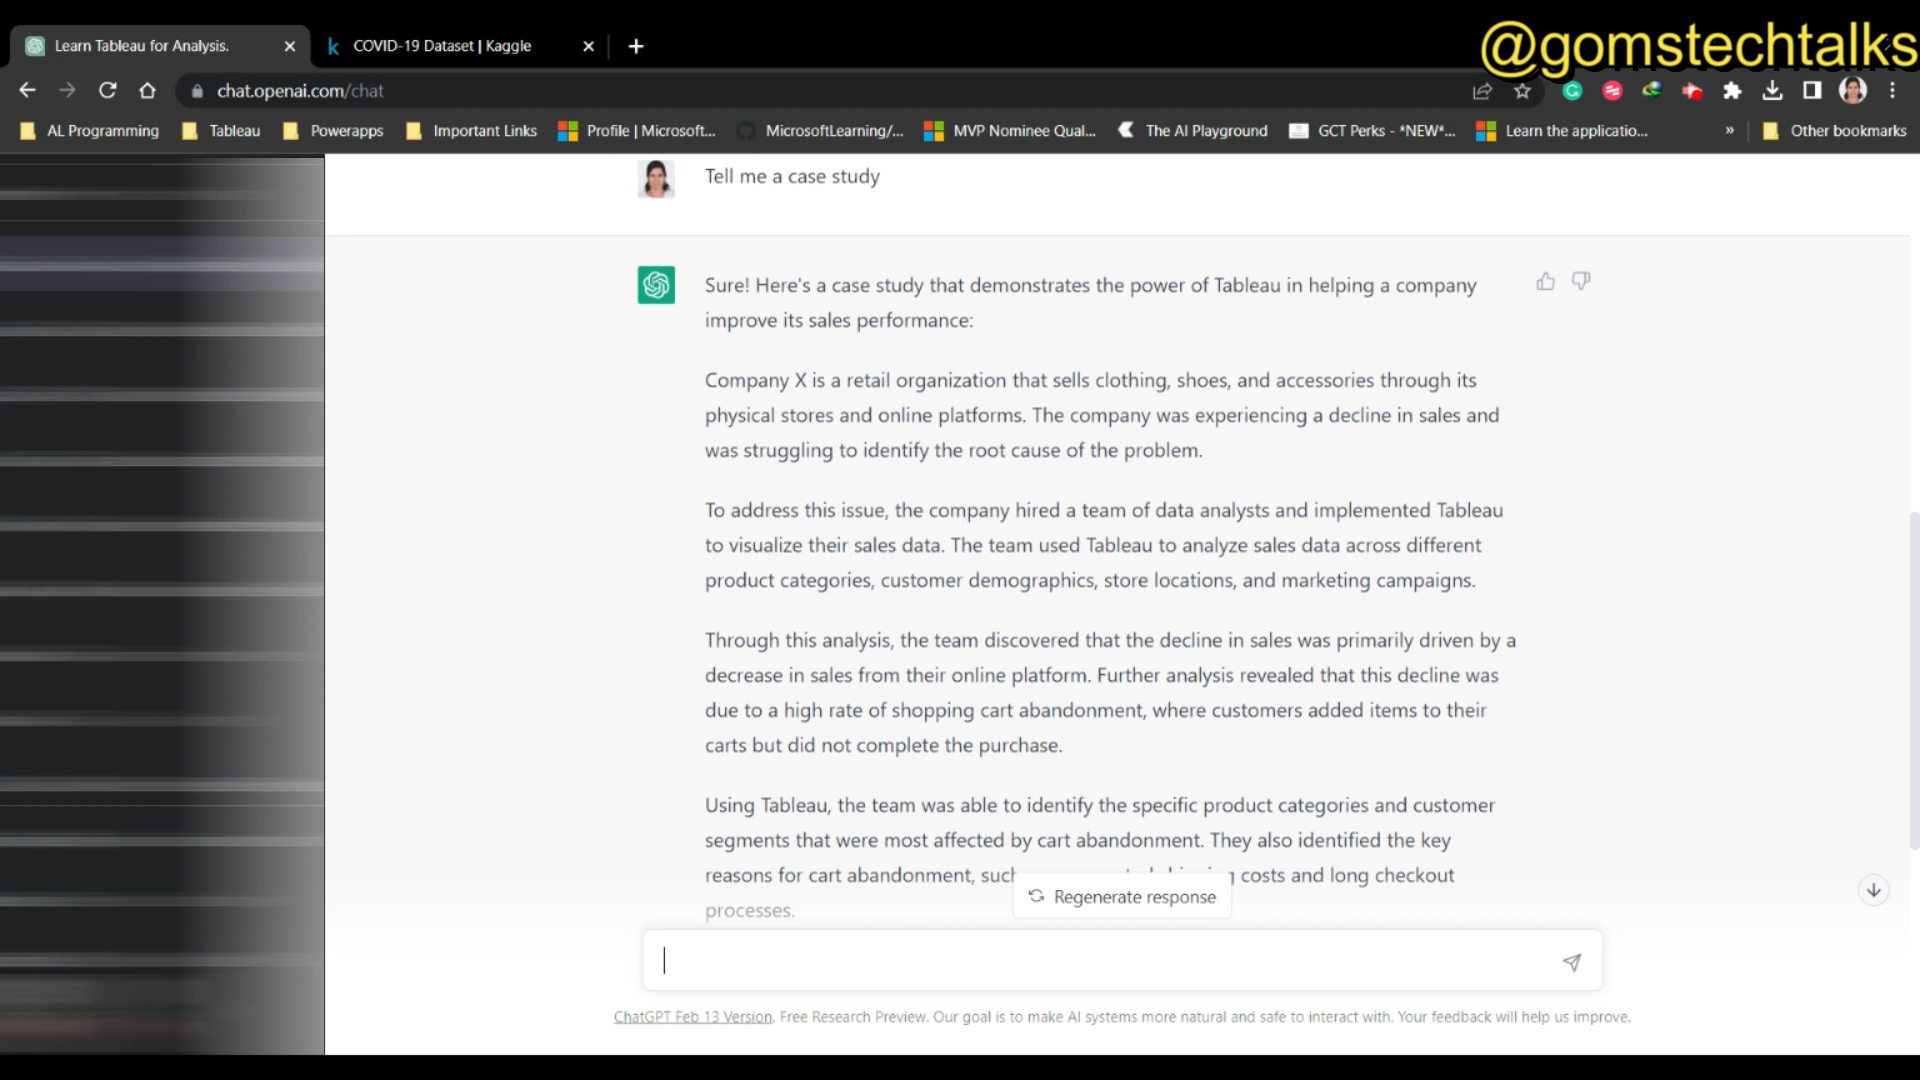 @gomstechtalks
Learn Tableau for Analysis.
COVID-19 Dataset | Kaggle
chat.openai.com/chat
AL Programming
Tableau
Powerapps
Important Links
Profile | Microsoft...
MicrosoftLearning/...
MVP Nominee Qual...
The AI Playground
GCT Perks - *NEW*...
Learn the applicatio...
»
Other bookmarks
Tell me a case study
Sure! Here's a case study that demonstrates the power of Tableau in helping a company
improve its sales performance:
Company X is a retail organization that sells clothing, shoes, and accessories through its
physical stores and online platforms. The company was experiencing a decline in sales and
was struggling to identify the root cause of the problem.
To address this issue, the company hired a team of data analysts and implemented Tableau
to visualize their sales data. The team used Tableau to analyze sales data across different
product categories, customer demographics, store locations, and marketing campaigns.
Through this analysis, the team discovered that the decline in sales was primarily driven by a
decrease in sales from their online platform. Further analysis revealed that this decline was
due to a high rate of shopping cart abandonment, where customers added items to their
carts but did not complete the purchase.
Using Tableau, the team was able to identify the specific product categories and customer
segments that were most affected by cart abandonment. They also identified the key
reasons for cart abandonment, such costs and long checkout
processes.
Regenerate response
ChatGPT Feb 13 Version. Free Research Preview. Our goal is to make AI systems more natural and safe to interact with. Your feedback will help us improve.